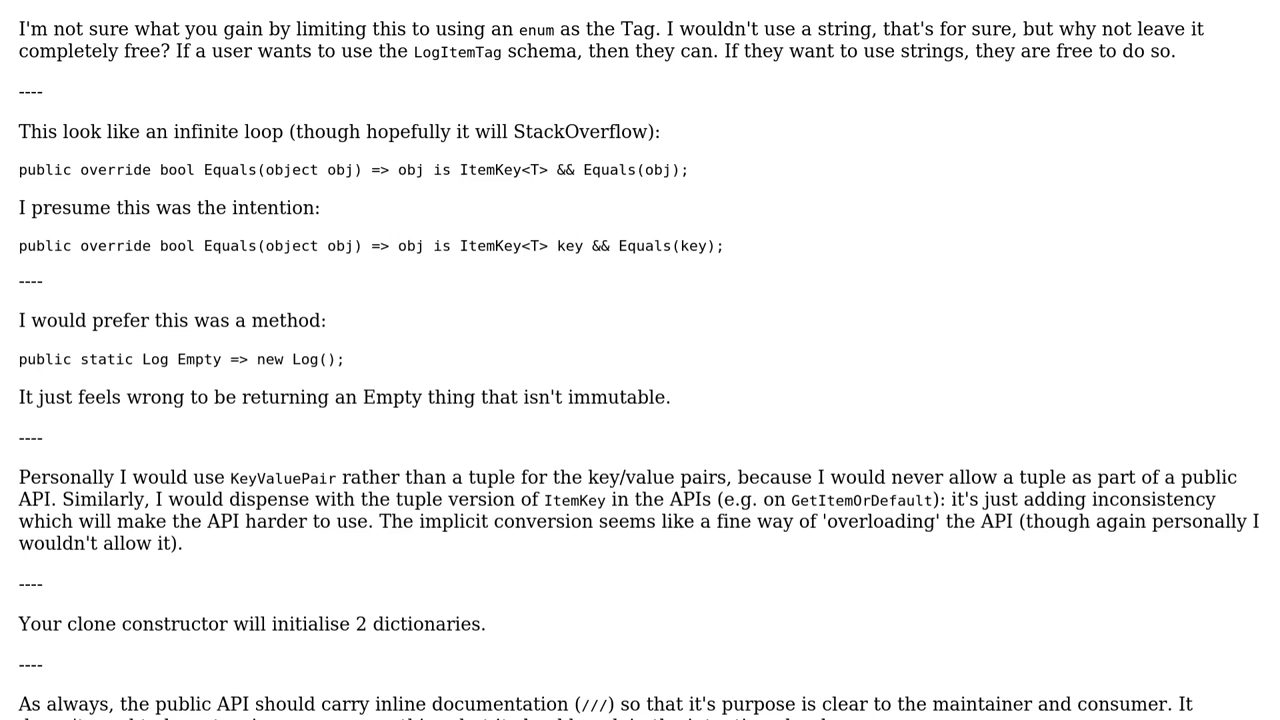 I'm not sure what you gain by limiting this to using an enum as the Tag. I wouldn't use a string, that's for sure, but why not leave it
completely free? If a user wants to use the LogItemTag schema, then they can. If they want to use strings, they are free to do so.
----
This look like an infinite loop (though hopefully it will StackOverflow):
public override bool Equals(object obj) => obj is ItemKey<T> && Equals(obj);
I presume this was the intention:
public override bool Equals(object obj) => obj is ItemKey<T> key && Equals(key);
----
I would prefer this was a method:
public static Log Empty => new Log();
It just feels wrong to be returning an Empty thing that isn't immutable.
----
Personally I would use KeyValuePair rather than a tuple for the key/value pairs, because I would never allow a tuple as part of a public
API. Similarly, I would dispense with the tuple version of ItemKey in the APIs (e.g. on GetItemOrDefault): it's just adding inconsistency
which will make the API harder to use. The implicit conversion seems like a fine way of 'overloading' the API (though again personally I
wouldn't allow it).
----
Your clone constructor will initialise 2 dictionaries.
----
As always, the public API should carry inline documentation (///) so that it's purpose is clear to the maintainer and consumer. It